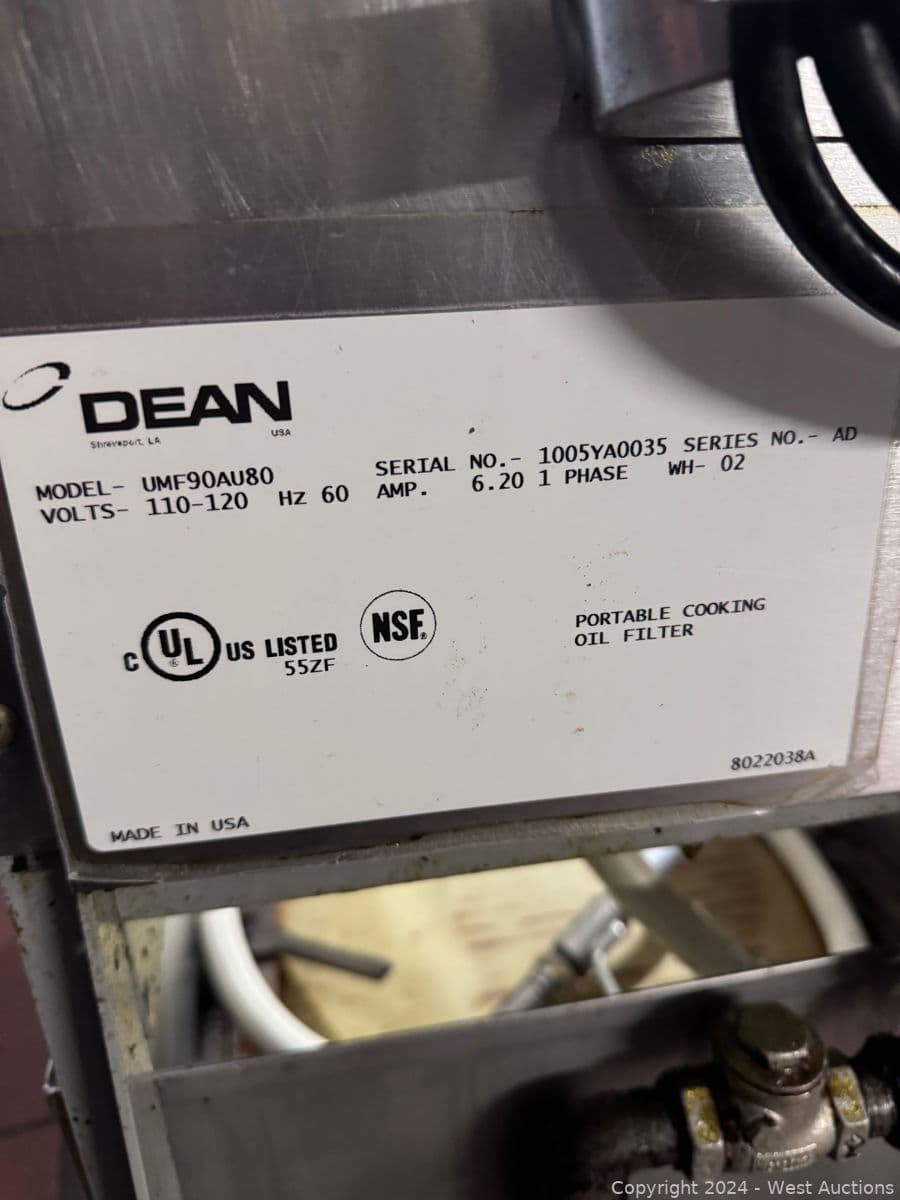 DEAN
Shreveport, LA USA
MODEL- UMF90AU80 SERIAL NO.- 1005YA0035 SERIES NO.- AD
VOLTS- 110-120 Hz 60 AMP. 6.20 1 PHASE WH- 02
C UL® US LISTED
55ZF
NSF®
PORTABLE COOKING
OIL FILTER
8022038A
MADE IN USA
Copyright 2024 - West Auctions